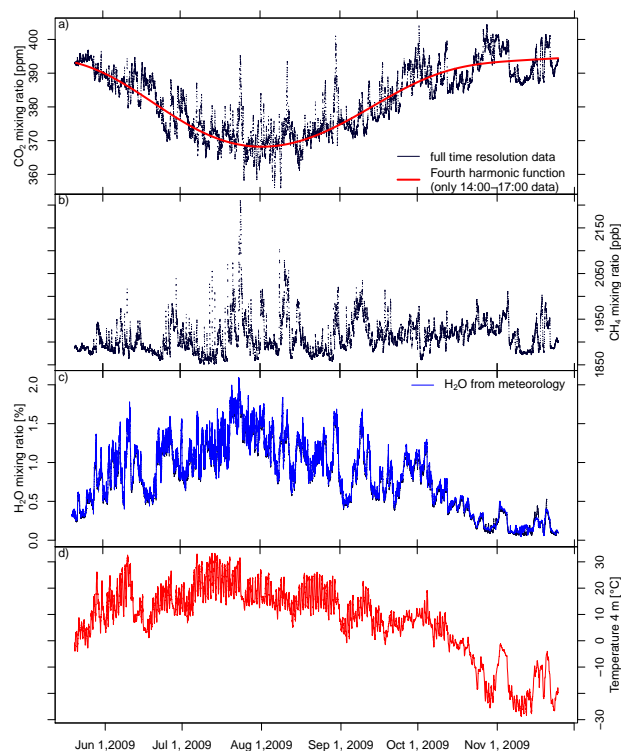 a)
CO2 mixing ratio [ppm]
360
370
380
390
400
full time resolution data
Fourth harmonic function
(only 14:00–17:00 data)
b)
CH4 mixing ratio [ppb]
1850
1950
2050
2150
c)
H2O mixing ratio [%]
0.0
0.5
1.0
1.5
2.0
H2O from meteorology
d)
Temperature 4 m [°C]
−30
−10
0
10
20
30
Jun 1,2009
Jul 1,2009
Aug 1,2009
Sep 1,2009
Oct 1,2009
Nov 1,2009